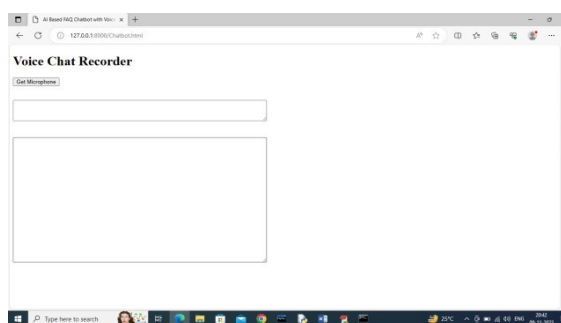 AI Based FAQ Chatbot with Voic
127.0.0.1:8000/Chatbot.html
Voice Chat Recorder
Get Microphone
Type here to search
25°C
ENG
20:42